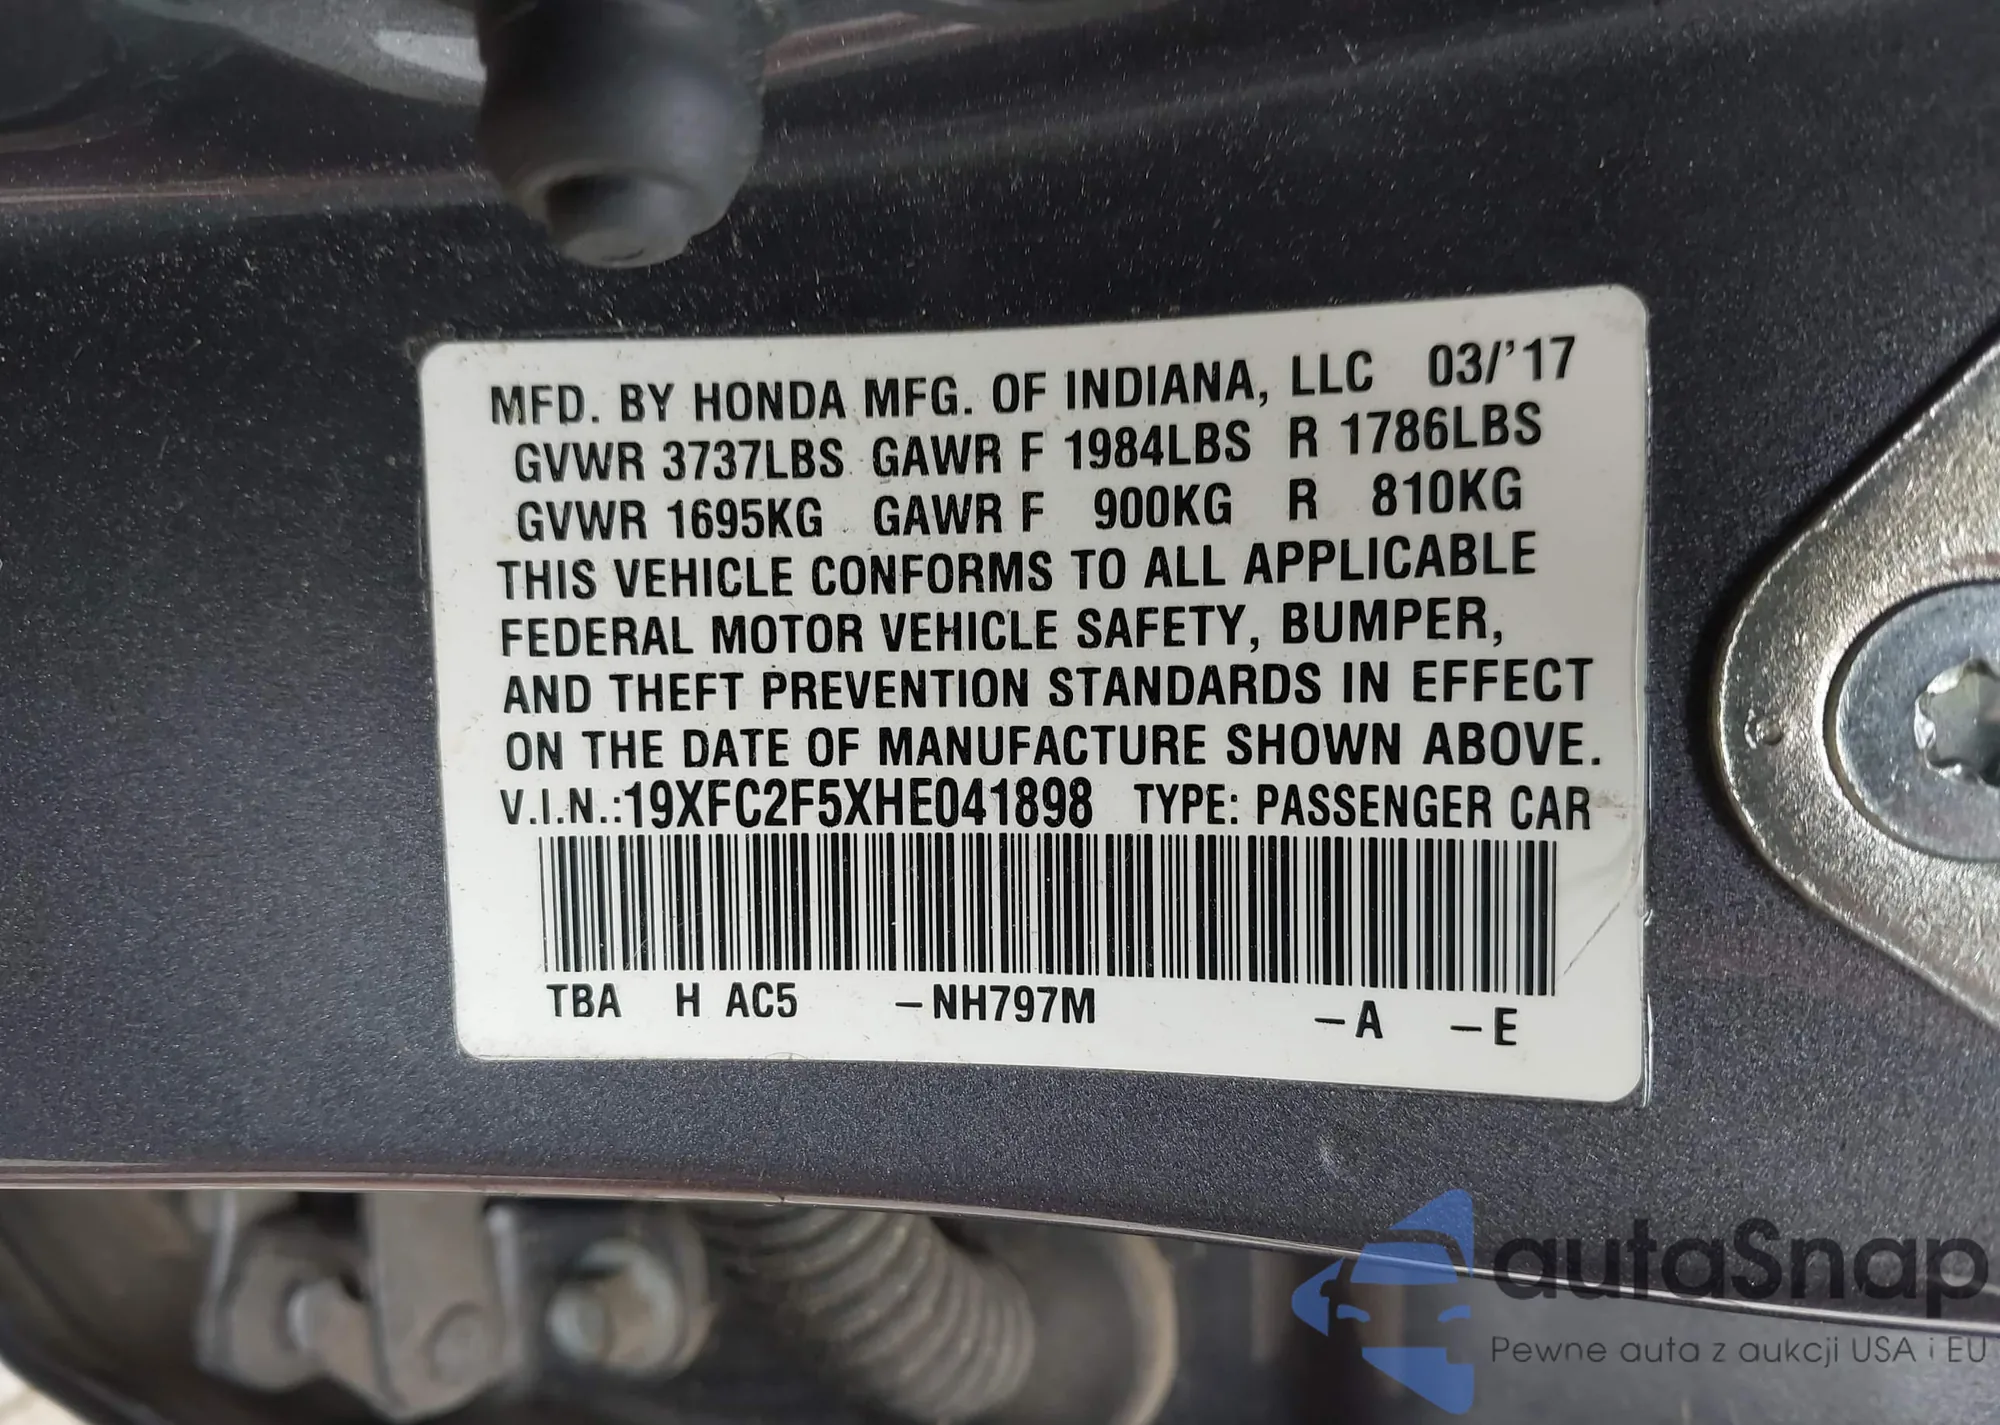 MFD. BY HONDA MFG. OF INDIANA, LLC 03/'17
GVWR 3737LBS GAWR F 1984LBS R 1786LBS
GVWR 1695KG GAWR F 900KG R 810KG
THIS VEHICLE CONFORMS TO ALL APPLICABLE
FEDERAL MOTOR VEHICLE SAFETY, BUMPER,
AND THEFT PREVENTION STANDARDS IN EFFECT
ON THE DATE OF MANUFACTURE SHOWN ABOVE.
V.I.N.:19XFC2F5XHE041898 TYPE: PASSENGER CAR
TBA H AC5 –NH797M –A –E
autaSnap
Pewne auta z aukcji USA i EU